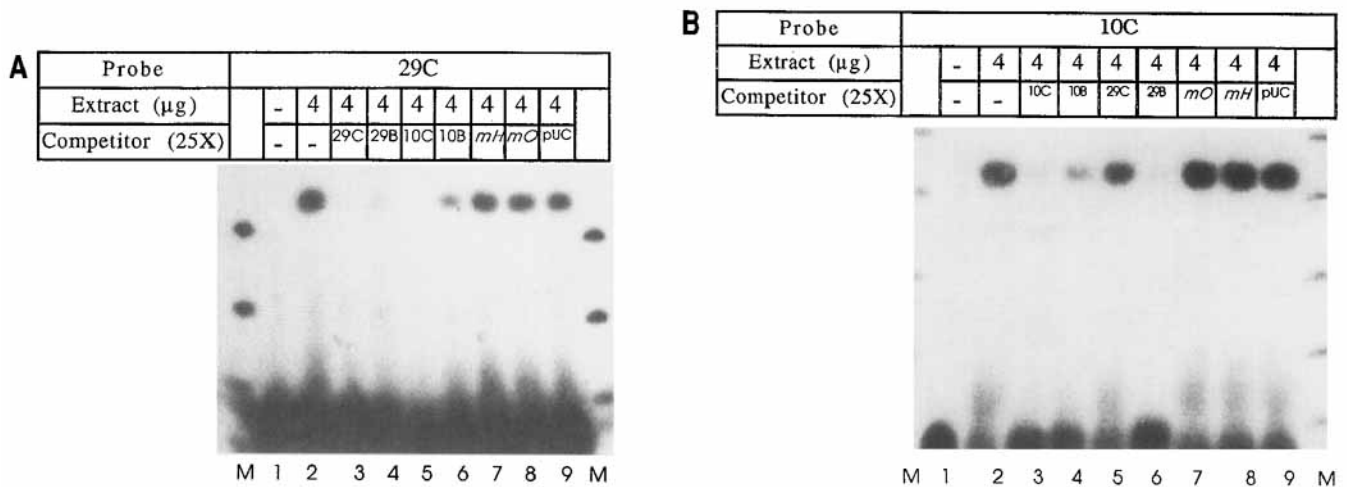 A
Probe 29C
Extract (µg) - 4 4 4 4 4 4 4 4
Competitor (25X) - - 29C 29B 10C 10B mH mO pUC
M 1 2 3 4 5 6 7 8 9 M
B
Probe 10C
Extract (µg) - 4 4 4 4 4 4 4 4
Competitor (25X) - - 10C 10B 29C 29B mO mH pUC
M 1 2 3 4 5 6 7 8 9 M